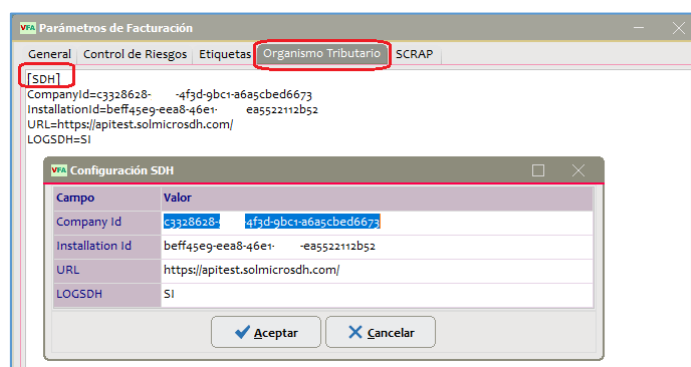 VFA Parámetros de Facturación
General Control de Riesgos Etiquetas Organismo Tributario SCRAP
[SDH]
CompanyId=c3328628- -4f3d-9bc1-a6a5cbed6673
InstallationId=beff45e9-eea8-46e1- ea5522112b52
URL=https://apitest.solmicrosdh.com/
LOGSDH=SI
VFA Configuración SDH
Campo Valor
Company Id c3328628- 4f3d-9bc1-a6a5cbed6673
Installation Id beff45e9-eea8-46e1- -ea5522112b52
URL https://apitest.solmicrosdh.com/
LOGSDH SI
Aceptar Cancelar